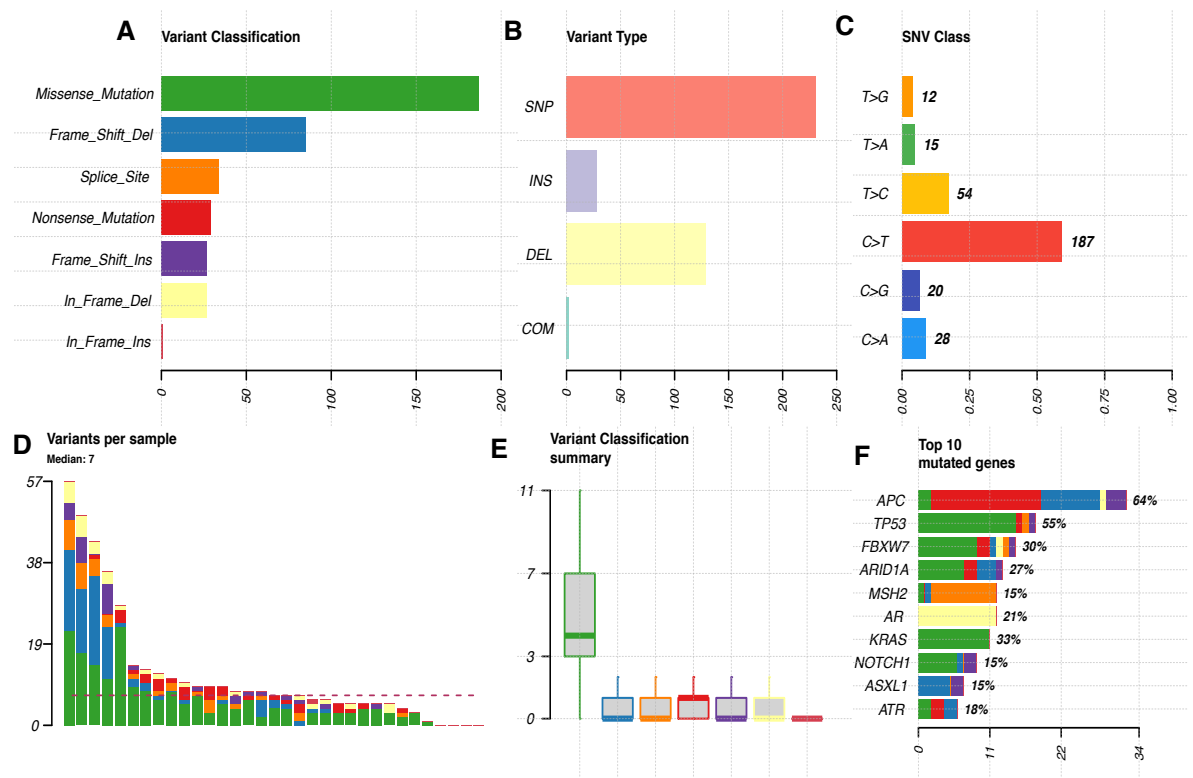 A
Variant Classification
Missense_Mutation
Frame_Shift_Del
Splice_Site
Nonsense_Mutation
Frame_Shift_Ins
In_Frame_Del
In_Frame_Ins
0
50
100
150
200
B
Variant Type
SNP
INS
DEL
COM
0
50
100
150
200
250
C
SNV Class
T>G
12
T>A
15
T>C
54
C>T
187
C>G
20
C>A
28
0.00
0.25
0.50
0.75
1.00
D
Variants per sample
Median: 7
57
38
19
0
E
Variant Classification
summary
11
7
3
0
F
Top 10
mutated genes
APC
64%
TP53
55%
FBXW7
30%
ARID1A
27%
MSH2
15%
AR
21%
KRAS
33%
NOTCH1
15%
ASXL1
15%
ATR
18%
0
11
22
34